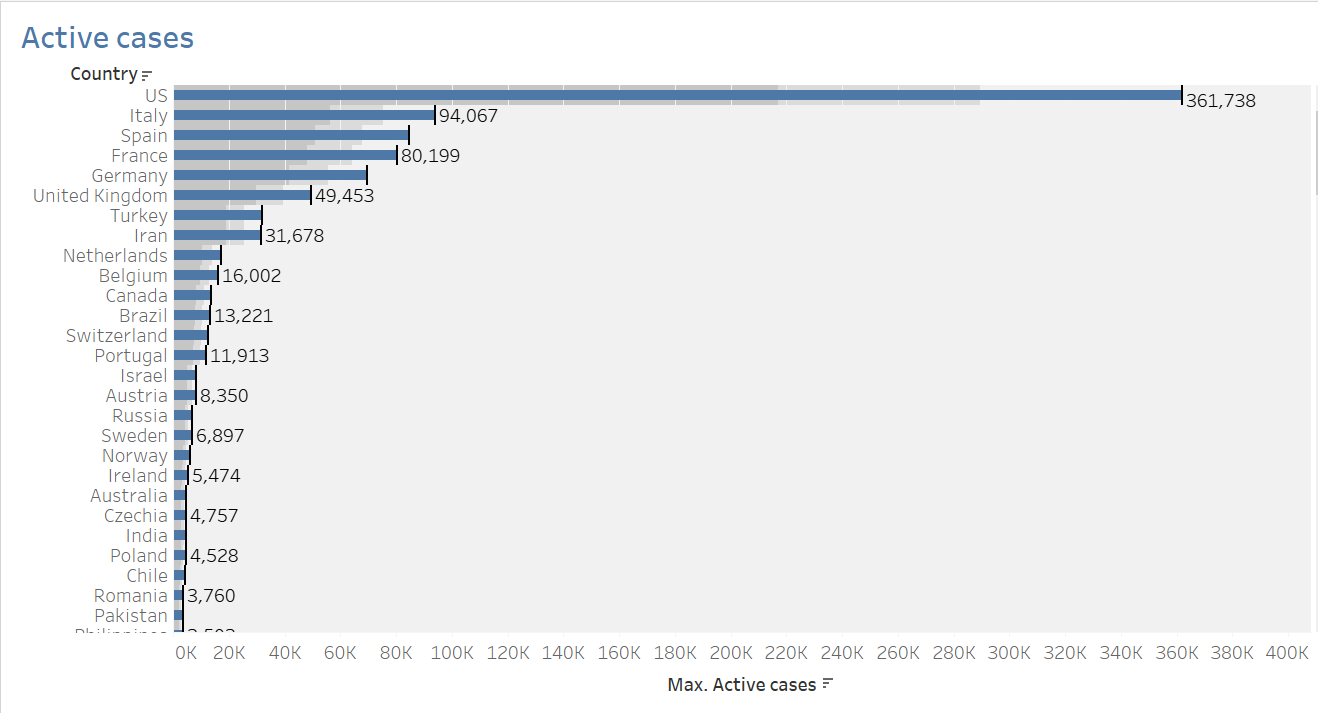 Active cases
Country
US 361,738
Italy 94,067
Spain
France 80,199
Germany
United Kingdom 49,453
Turkey
Iran 31,678
Netherlands
Belgium 16,002
Canada
Brazil 13,221
Switzerland
Portugal 11,913
Israel
Austria 8,350
Russia
Sweden 6,897
Norway
Ireland 5,474
Australia
Czechia 4,757
India
Poland 4,528
Chile
Romania 3,760
Pakistan
Philippines
0K 20K 40K 60K 80K 100K 120K 140K 160K 180K 200K 220K 240K 260K 280K 300K 320K 340K 360K 380K 400K
Max. Active cases